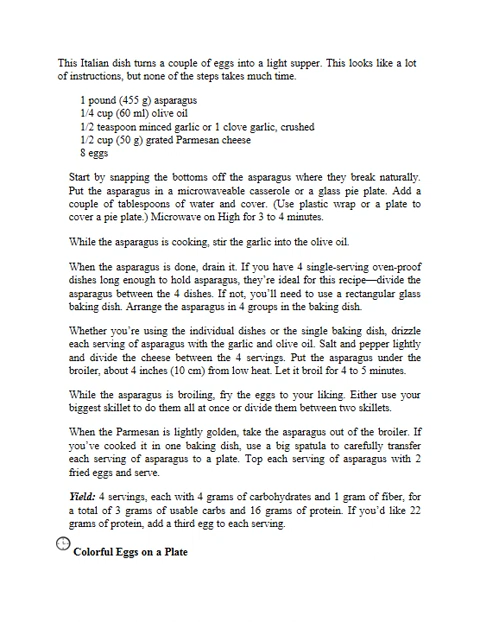 This Italian dish turns a couple of eggs into a light supper. This looks like a lot
of instructions, but none of the steps takes much time.
1 pound (455 g) asparagus
1/4 cup (60 ml) olive oil
1/2 teaspoon minced garlic or 1 clove garlic, crushed
1/2 cup (50 g) grated Parmesan cheese
8 eggs
Start by snapping the bottoms off the asparagus where they break naturally.
Put the asparagus in a microwaveable casserole or a glass pie plate. Add a
couple of tablespoons of water and cover. (Use plastic wrap or a plate to
cover a pie plate.) Microwave on High for 3 to 4 minutes.
While the asparagus is cooking, stir the garlic into the olive oil.
When the asparagus is done, drain it. If you have 4 single-serving oven-proof
dishes long enough to hold asparagus, they're ideal for this recipe—divide the
asparagus between the 4 dishes. If not, you'll need to use a rectangular glass
baking dish. Arrange the asparagus in 4 groups in the baking dish.
Whether you're using the individual dishes or the single baking dish, drizzle
each serving of asparagus with the garlic and olive oil. Salt and pepper lightly
and divide the cheese between the 4 servings. Put the asparagus under the
broiler, about 4 inches (10 cm) from low heat. Let it broil for 4 to 5 minutes.
While the asparagus is broiling, fry the eggs to your liking. Either use your
biggest skillet to do them all at once or divide them between two skillets.
When the Parmesan is lightly golden, take the asparagus out of the broiler. If
you've cooked it in one baking dish, use a big spatula to carefully transfer
each serving of asparagus to a plate. Top each serving of asparagus with 2
fried eggs and serve.
Yield: 4 servings, each with 4 grams of carbohydrates and 1 gram of fiber, for
a total of 3 grams of usable carbs and 16 grams of protein. If you'd like 22
grams of protein, add a third egg to each serving.
Colorful Eggs on a Plate